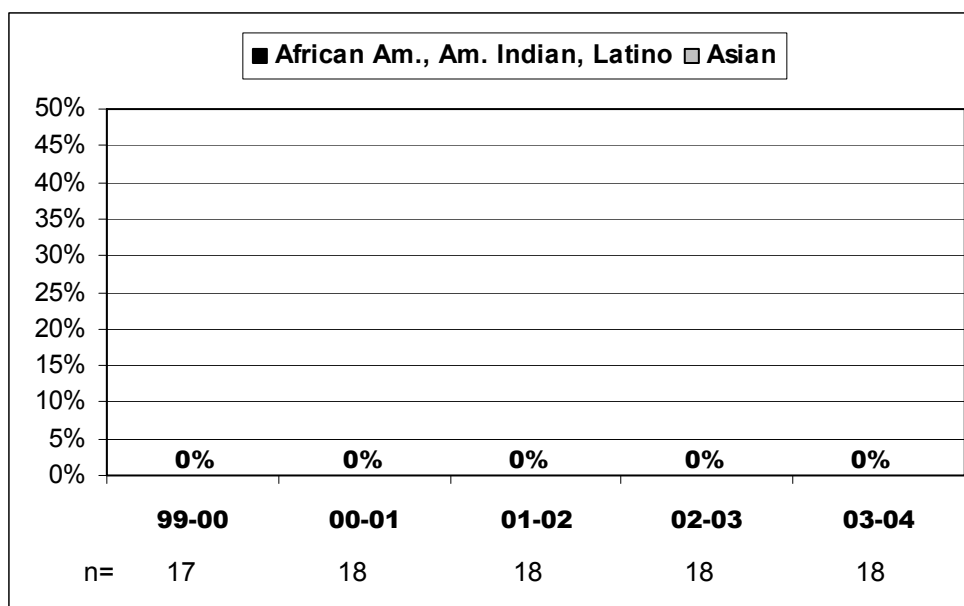 African Am., Am. Indian, Latino Asian
50%
45%
40%
35%
30%
25%
20%
15%
10%
5%
0%
0% 0% 0% 0% 0%
99-00 00-01 01-02 02-03 03-04
n= 17 18 18 18 18